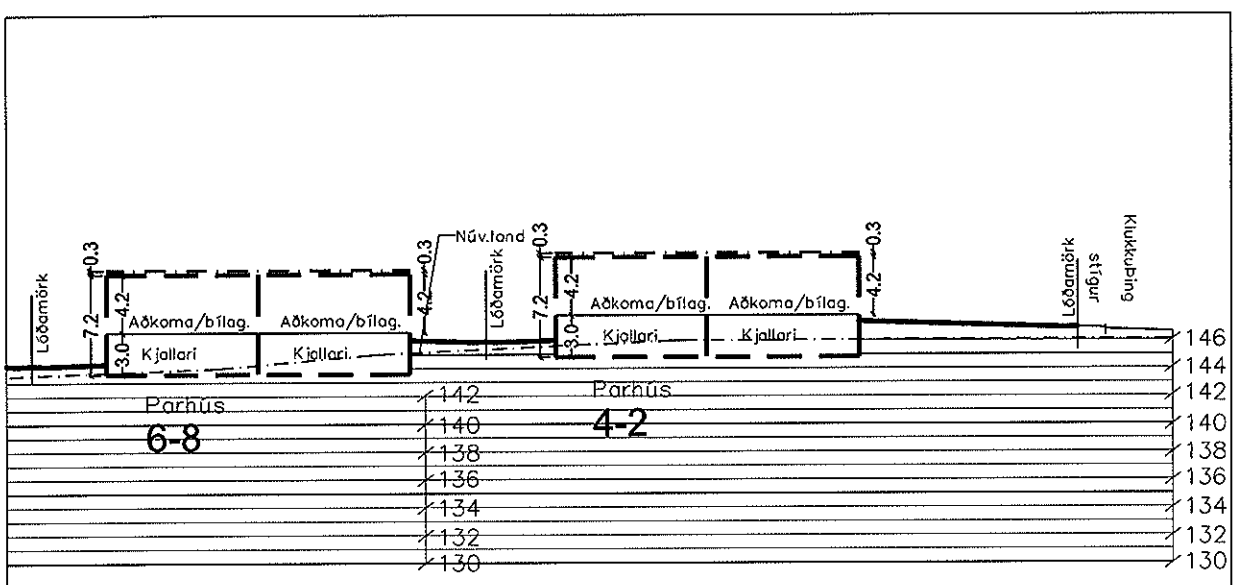 0.3
4.2
7.2
3.0
Lóðamörk
Aðkoma/bílag.
Aðkoma/bílag.
Kjallari
Kjallari
0.3
4.2
Núv.land
Lóðamörk
0.3
4.2
7.2
3.0
Aðkoma/bílag.
Aðkoma/bílag.
Kjallari
Kjallari
0.3
4.2
Lóðamörk
stígur
Klukkuþing
Parhús
6-8
Parhús
4-2
142
140
138
136
134
132
130
146
144
142
140
138
136
134
132
130